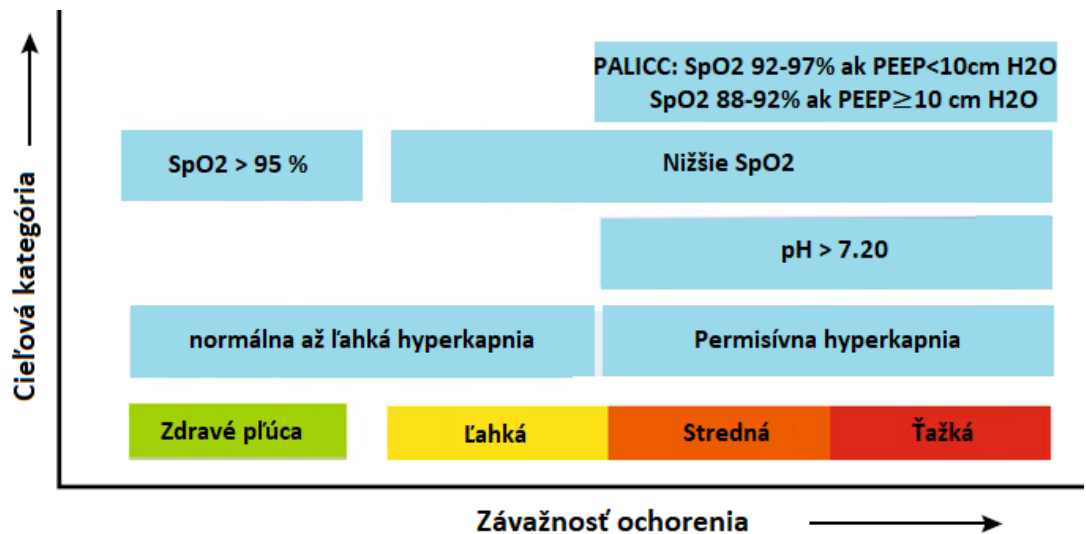 PALICC: SpO2 92-97% ak PEEP<10cm H2O
SpO2 88-92% ak PEEP≥10 cm H2O
SpO2 > 95 %
Nižšie SpO2
pH > 7.20
normálna až ľahká hyperkapnia
Permisívna hyperkapnia
Zdravé pľúca
Ľahká
Stredná
Ťažká
Cieľová kategória
Závažnosť ochorenia